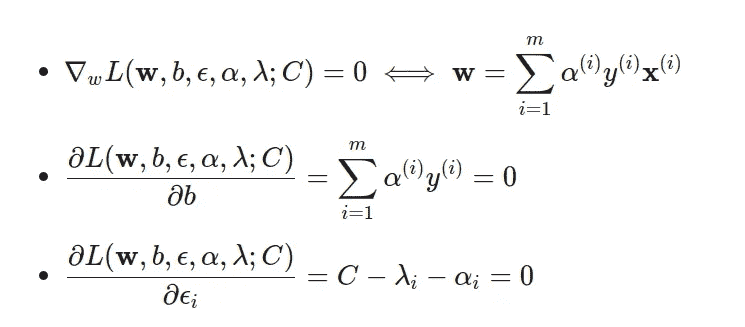 • ∇_w L(𝐰, b, ϵ, α, λ; C) = 0 ⟺ 𝐰 = ∑_{i=1}^{m} α^{(i)} y^{(i)} 𝐱^{(i)}
• ∂L(𝐰, b, ϵ, α, λ; C) / ∂b = ∑_{i=1}^{m} α^{(i)} y^{(i)} = 0
• ∂L(𝐰, b, ϵ, α, λ; C) / ∂ϵ_i = C − λ_i − α_i = 0